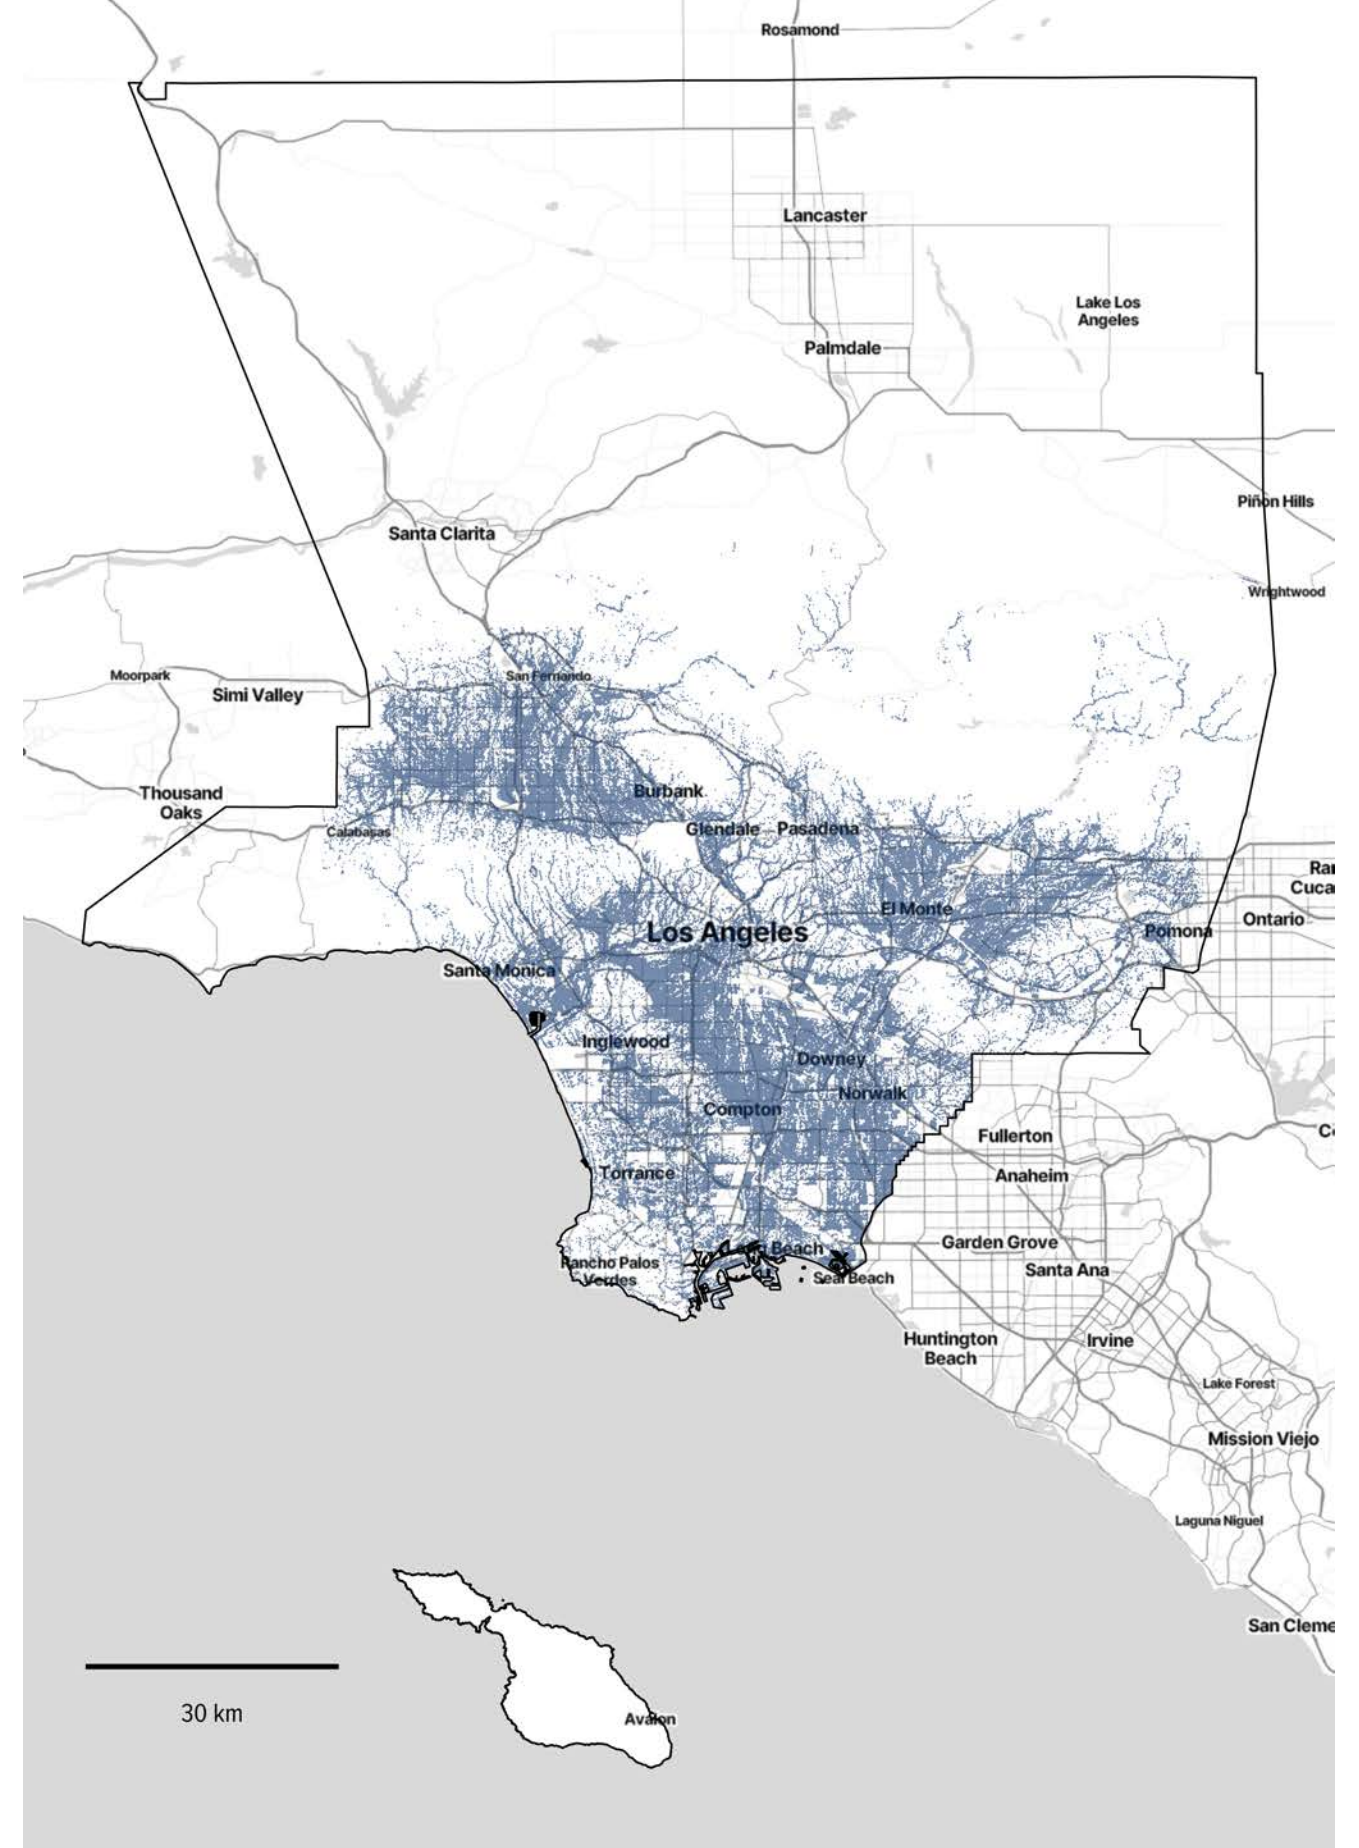 Rosamond
Lancaster
Lake Los
Angeles
Palmdale
Piñon Hills
Santa Clarita
Wrightwood
San Fernando
Moorpark
Simi Valley
Thousand
Oaks
Burbank
Calabasas
Glendale
Pasadena
Ontario
El Monte
Pomona
Los Angeles
Santa Monica
Inglewood
Downey
Norwalk
Compton
Fullerton
Anaheim
Torrance
Garden Grove
Beach
Rancho Palos
Verdes
Santa Ana
Seal Beach
Huntington
Beach
Irvine
Lake Forest
Mission Viejo
Laguna Niguel
San Cleme
30 km
Avalon